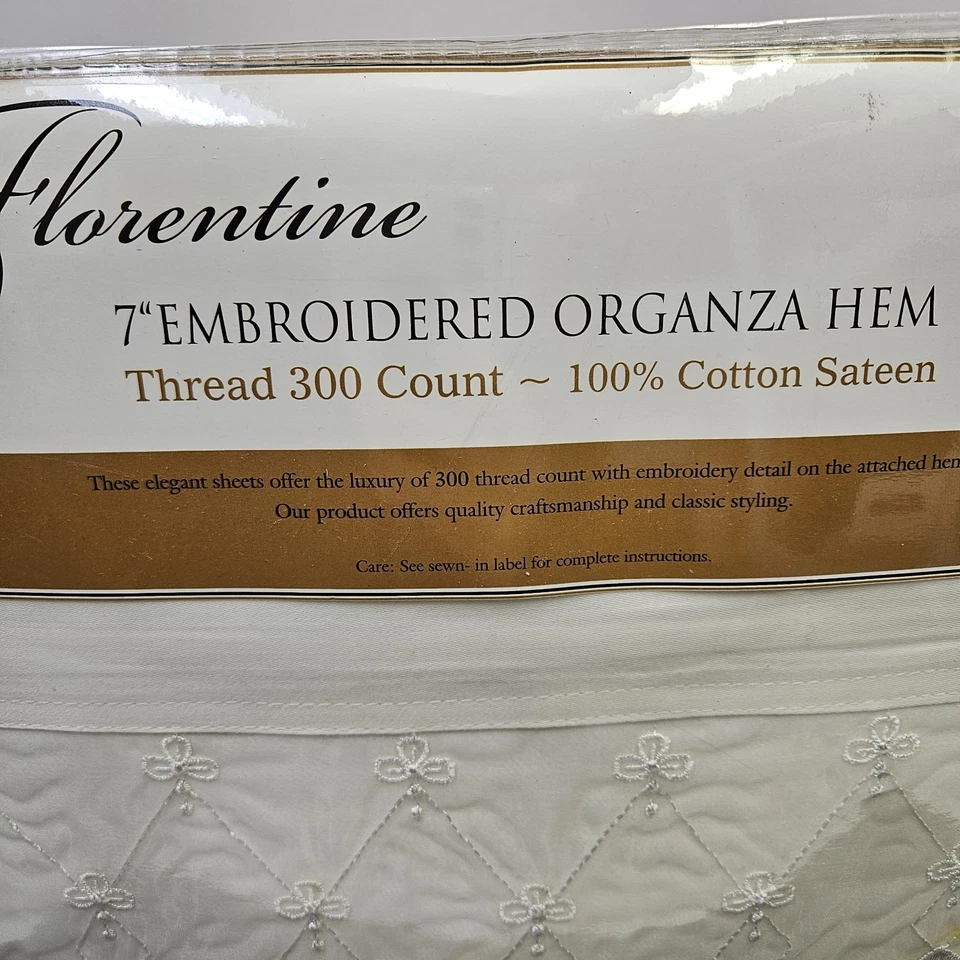 Florentine
7“EMBROIDERED ORGANZA HEM
Thread 300 Count ~ 100% Cotton Sateen
These elegant sheets offer the luxury of 300 thread count with embroidery detail on the attached hem
Our product offers quality craftsmanship and classic styling.
Care: See sewn- in label for complete instructions.